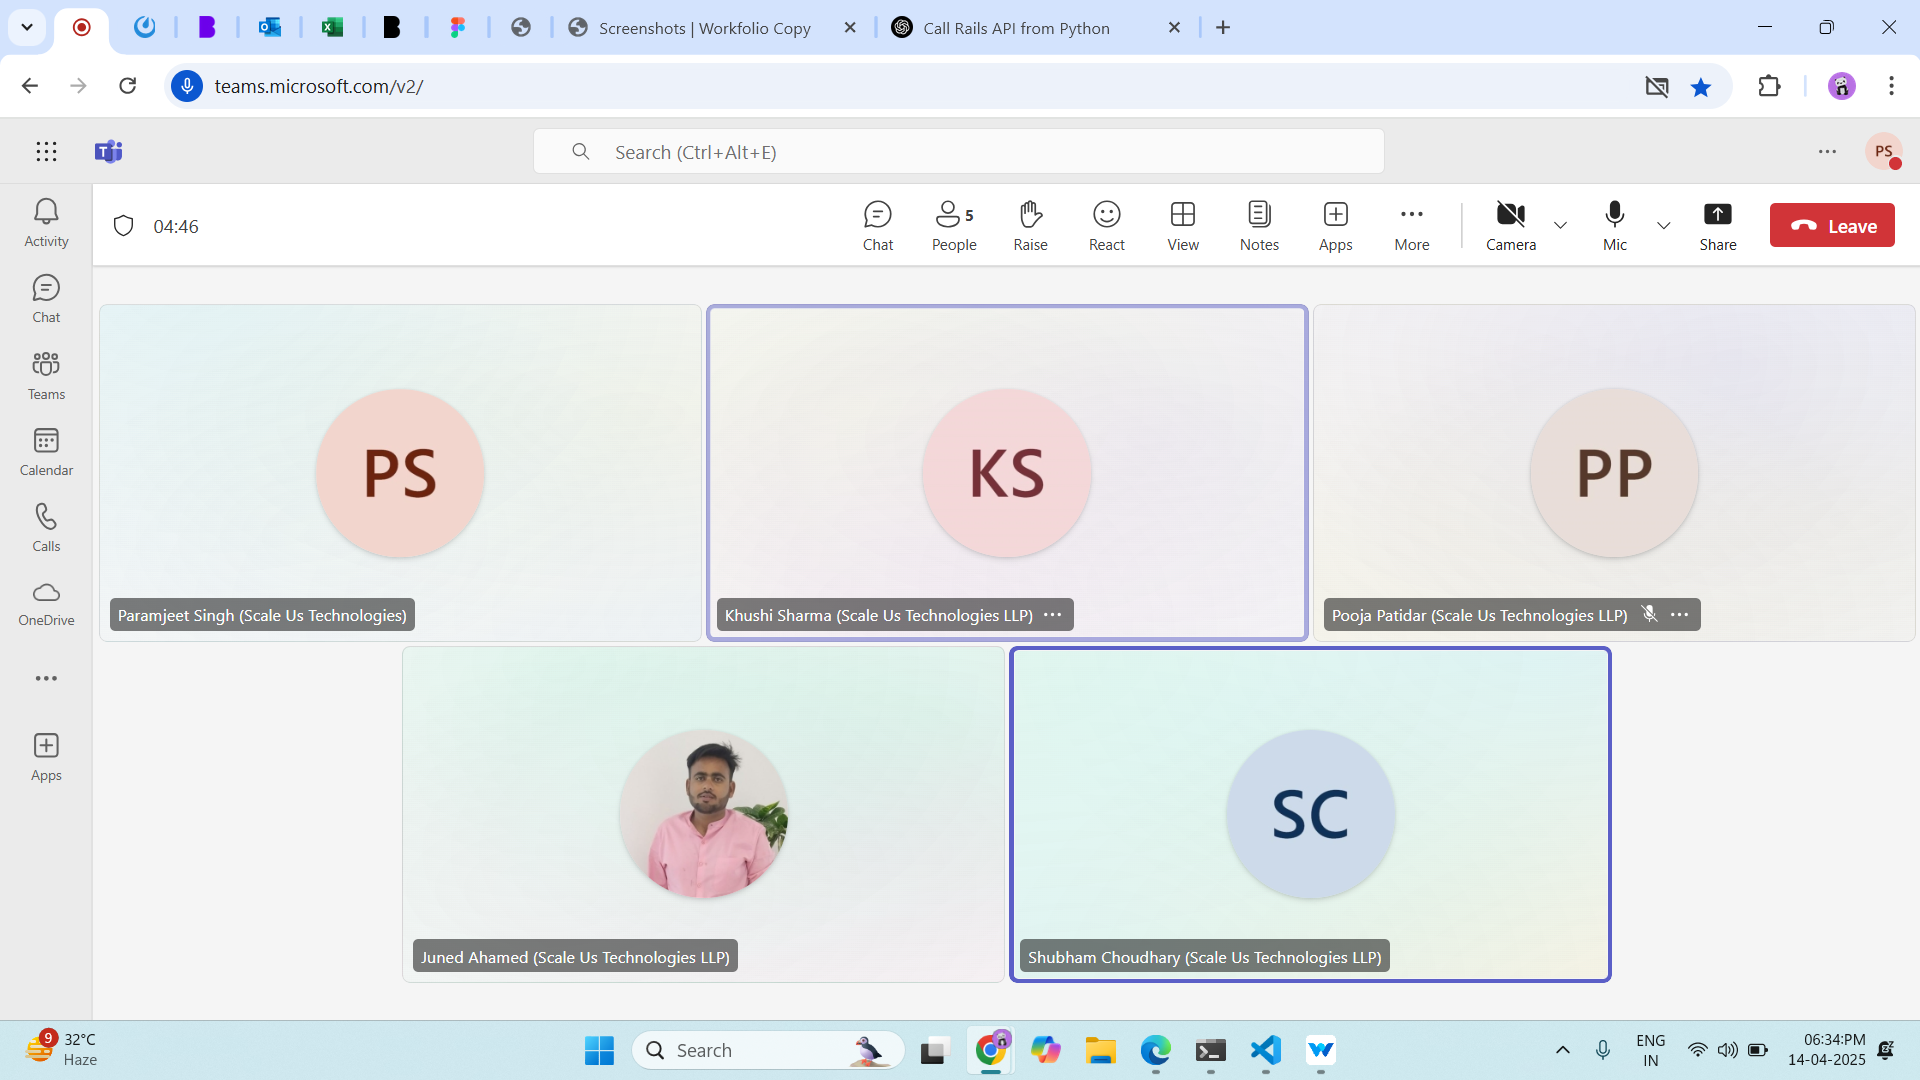 Screenshots | Workfolio Copy
Call Rails API from Python
teams.microsoft.com/v2/
Search (Ctrl+Alt+E)
PS
Activity
Chat
Teams
Calendar
Calls
OneDrive
Apps
04:46
Chat
People
5
Raise
React
View
Notes
Apps
More
Camera
Mic
Share
Leave
PS
Paramjeet Singh (Scale Us Technologies)
KS
Khushi Sharma (Scale Us Technologies LLP)
PP
Pooja Patidar (Scale Us Technologies LLP)
Juned Ahamed (Scale Us Technologies LLP)
SC
Shubham Choudhary (Scale Us Technologies LLP)
9
32°C
Haze
Search
ENG
IN
06:34:PM
14-04-2025